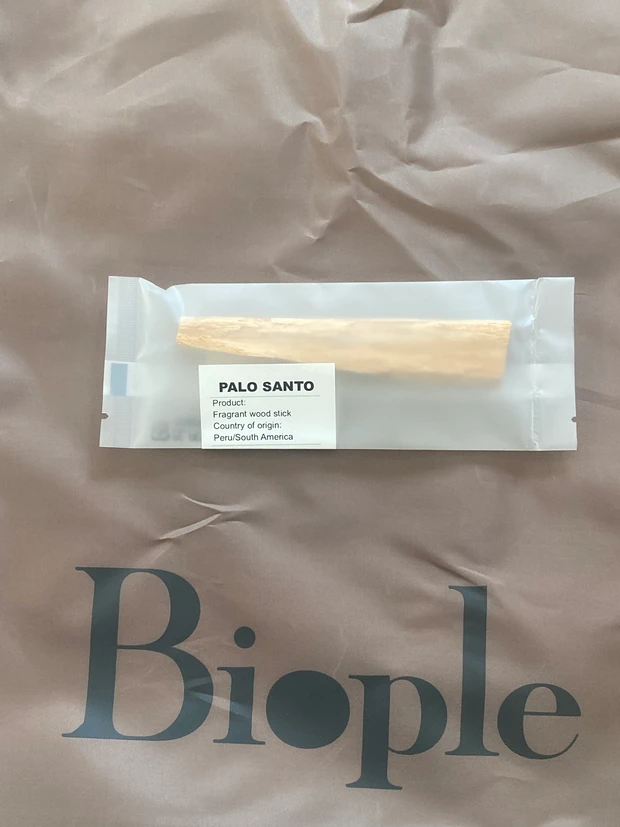 PALO SANTO
Product:
Fragrant wood stick
Country of origin:
Peru/South America
Biople